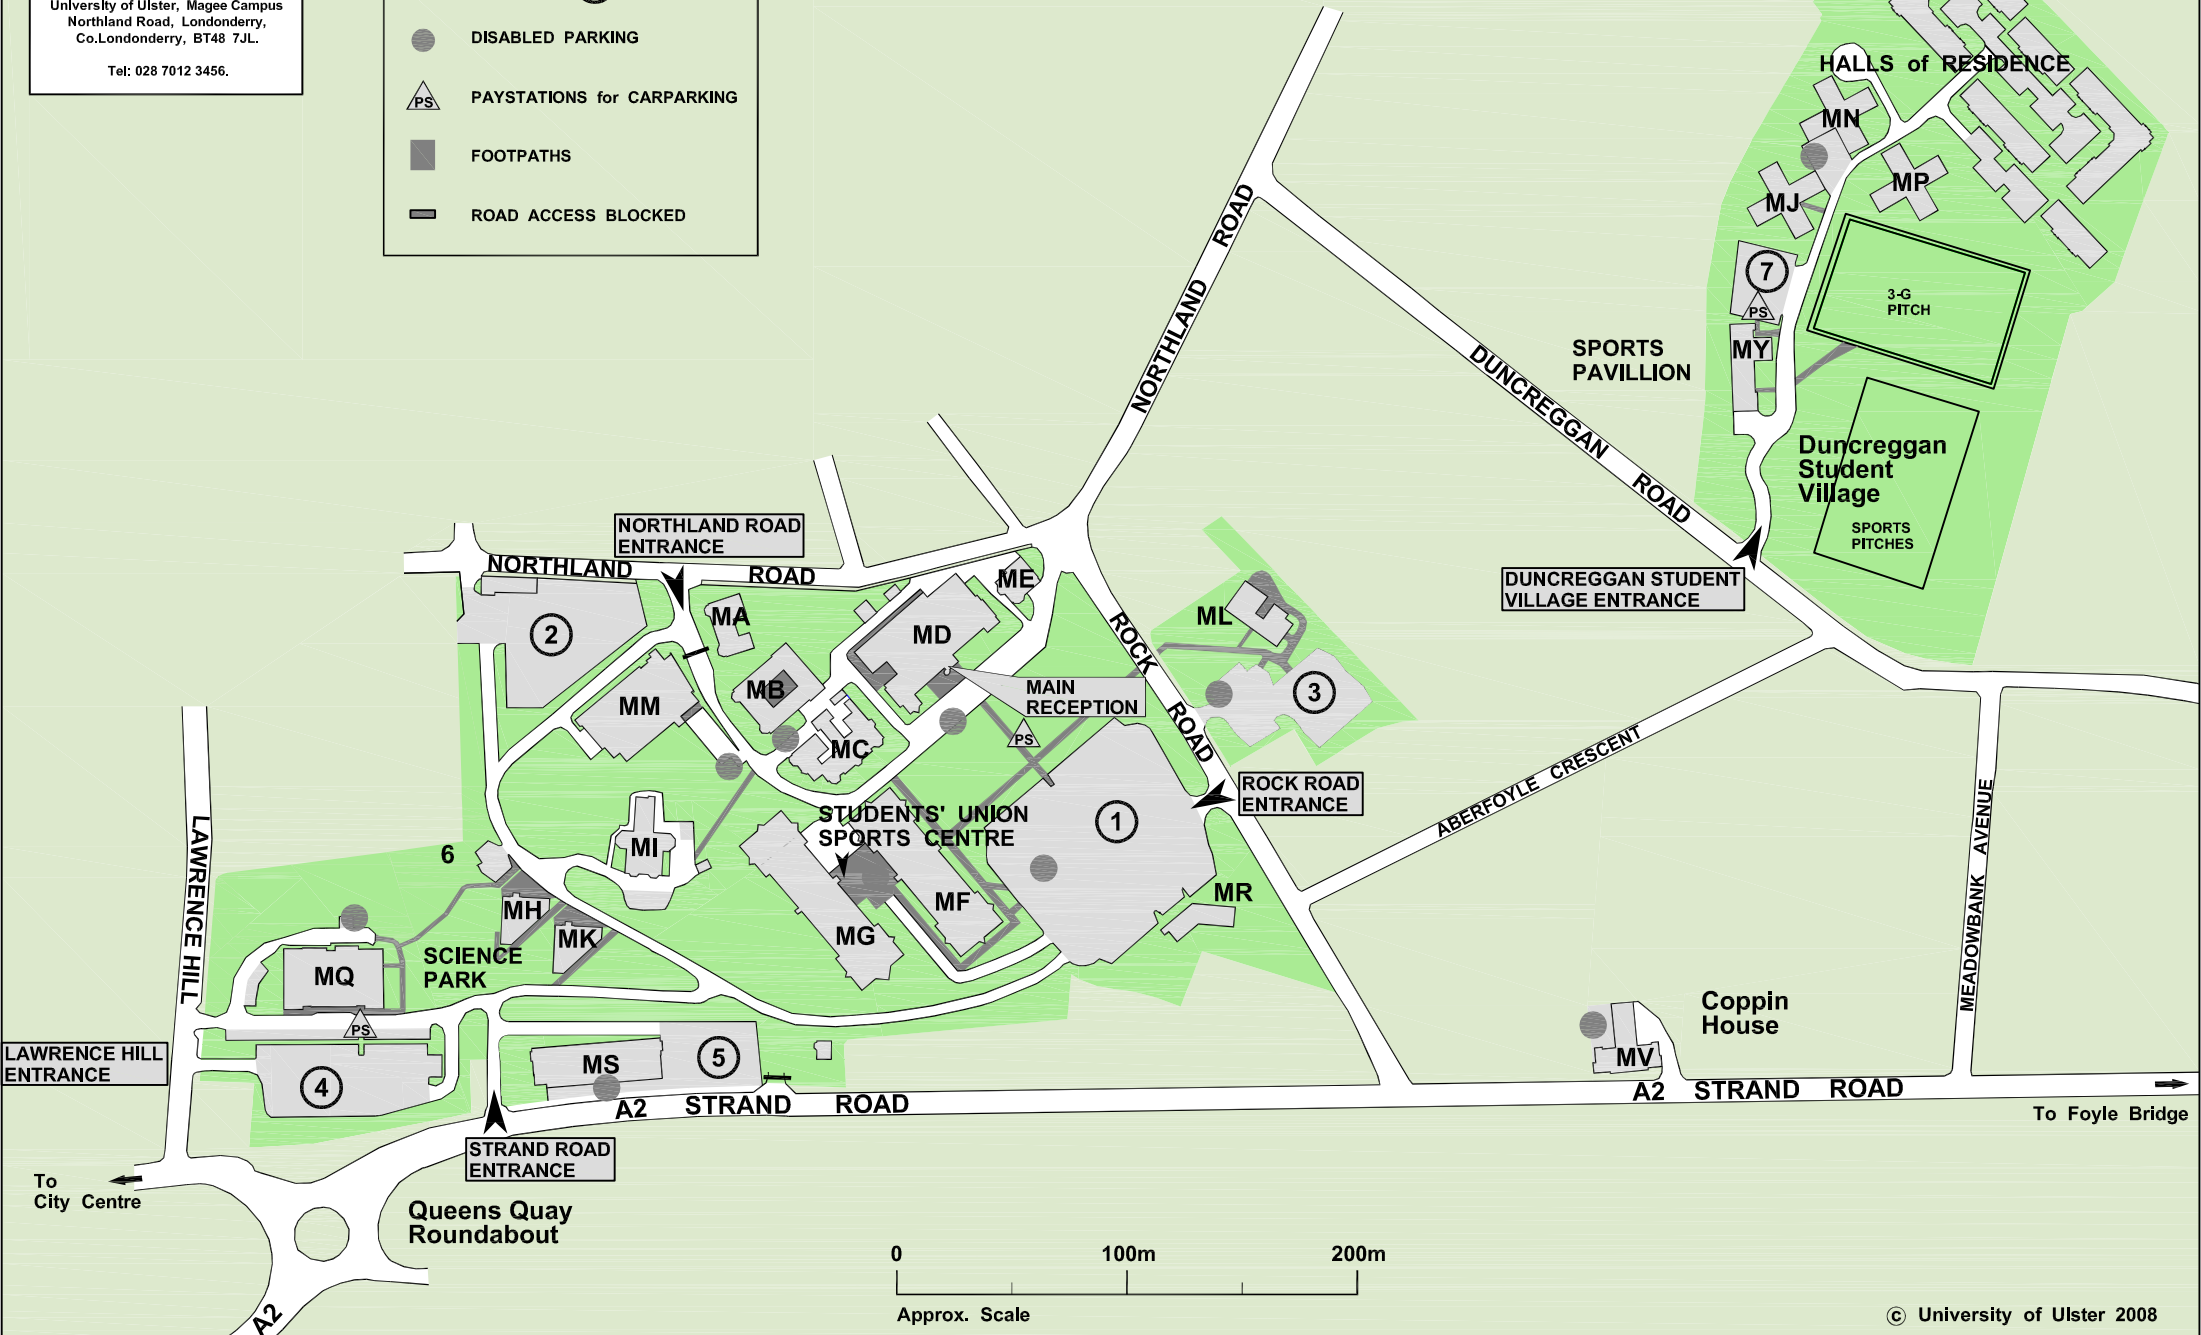 University of Ulster, Magee Campus
Northland Road, Londonderry,
Co.Londonderry, BT48 7JL.
Tel: 028 7012 3456.
DISABLED PARKING
PS
PAYSTATIONS for CARPARKING
FOOTPATHS
ROAD ACCESS BLOCKED
HALLS of RESIDENCE
MN
MP
MJ
7
PS
3-G
PITCH
MY
SPORTS
PAVILLION
Duncreggan
Student
Village
SPORTS
PITCHES
NORTHLAND ROAD
DUNCREGGAN ROAD
DUNCREGGAN STUDENT
VILLAGE ENTRANCE
NORTHLAND ROAD
ENTRANCE
NORTHLAND ROAD
ME
MA
2
MD
ML
ROCK ROAD
MB
MM
MAIN
RECEPTION
3
PS
MC
ROCK ROAD
ENTRANCE
ABERFOYLE CRESCENT
MEADOWBANK AVENUE
STUDENTS' UNION
SPORTS CENTRE
1
MI
6
LAWRENCE HILL
MR
MH
MF
MK
MG
SCIENCE
PARK
MQ
PS
Coppin
House
MV
LAWRENCE HILL
ENTRANCE
4
MS
5
A2 STRAND ROAD
A2 STRAND ROAD
To Foyle Bridge
STRAND ROAD
ENTRANCE
To
City Centre
Queens Quay
Roundabout
A2
0 100m 200m
Approx. Scale
© University of Ulster 2008